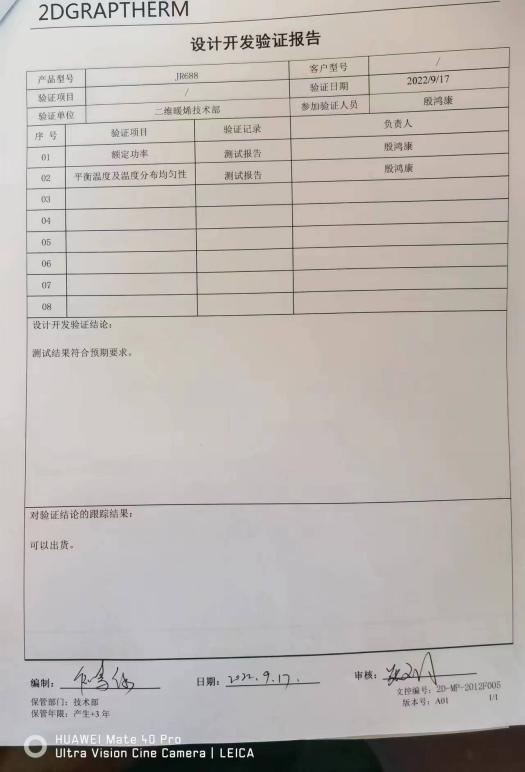 2DGRAPTHERM
设计开发验证报告
产品型号 JR688 客户型号 /
验证项目 / 验证日期 2022/9/17
验证单位 二维暖烯技术部 参加验证人员 殷鸿康
序 号 验证项目 验证记录 负责人
01 额定功率 测试报告 殷鸿康
02 平衡温度及温度分布均匀性 测试报告 殷鸿康
03
04
05
06
07
08
设计开发验证结论:
测试结果符合预期要求。
对验证结论的跟踪结果:
可以出货。
编制: 日期: 2022.9.17. 审核:
保管部门: 技术部 文控编号: 2D-MP-2012F005
保管年限: 产生+3 年 版本号: A01 1/1
HUAWEI Mate 40 Pro
Ultra Vision Cine Camera | LEICA